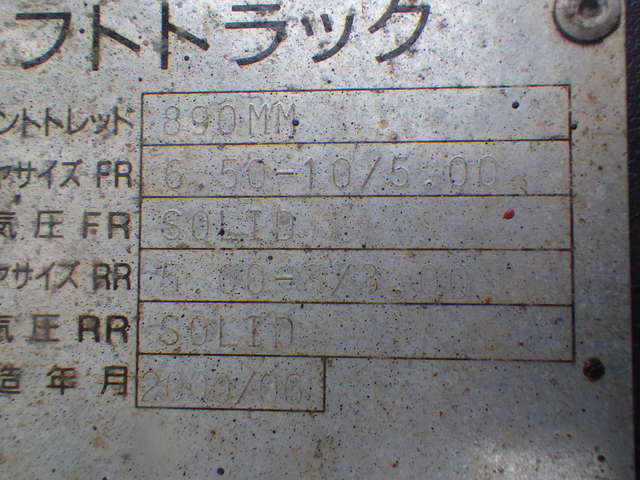 フトトラック
ントトレッド 890MM
ヤサイズ FR 6.50-10/5.00
気圧 FR SOLID
ヤサイズ RR
気圧 RR SOLID
造年月